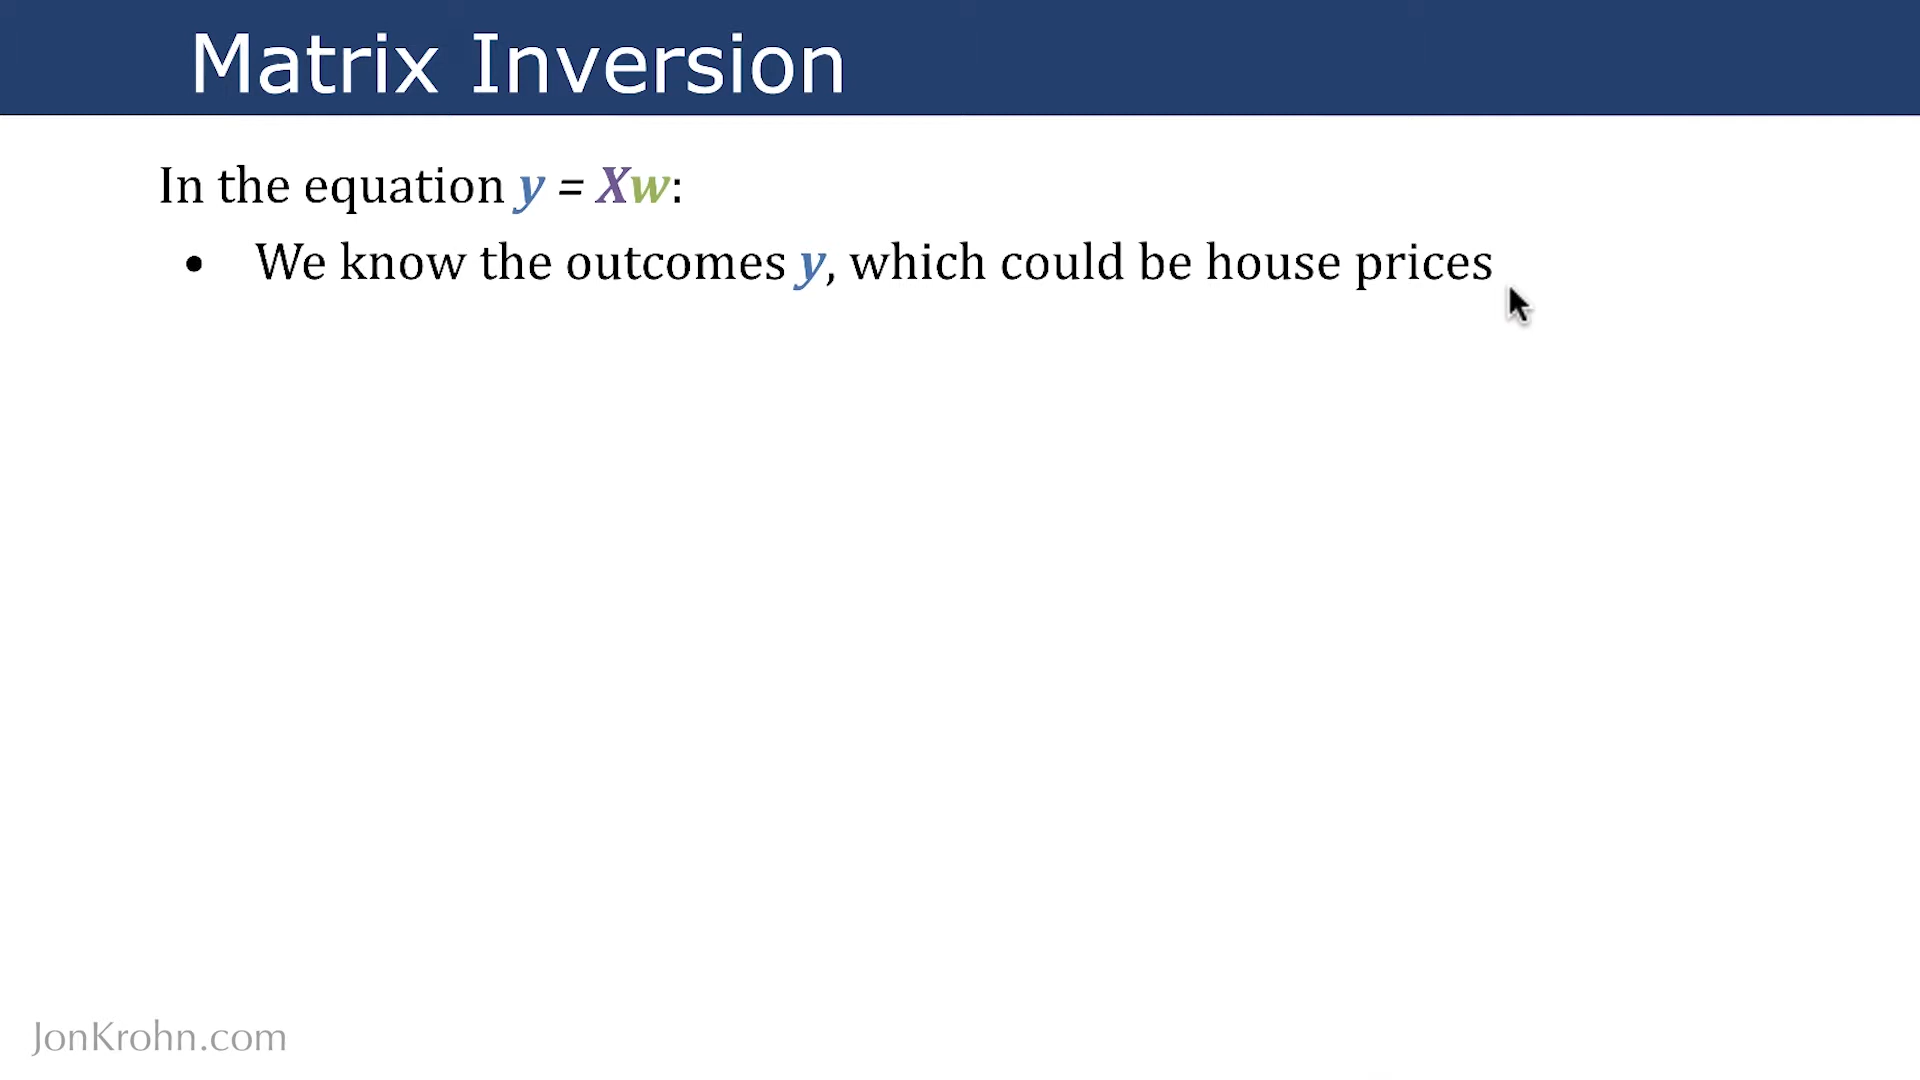 Matrix Inversion
In the equation y = Xw:
• We know the outcomes y, which could be house prices
JonKrohn.com